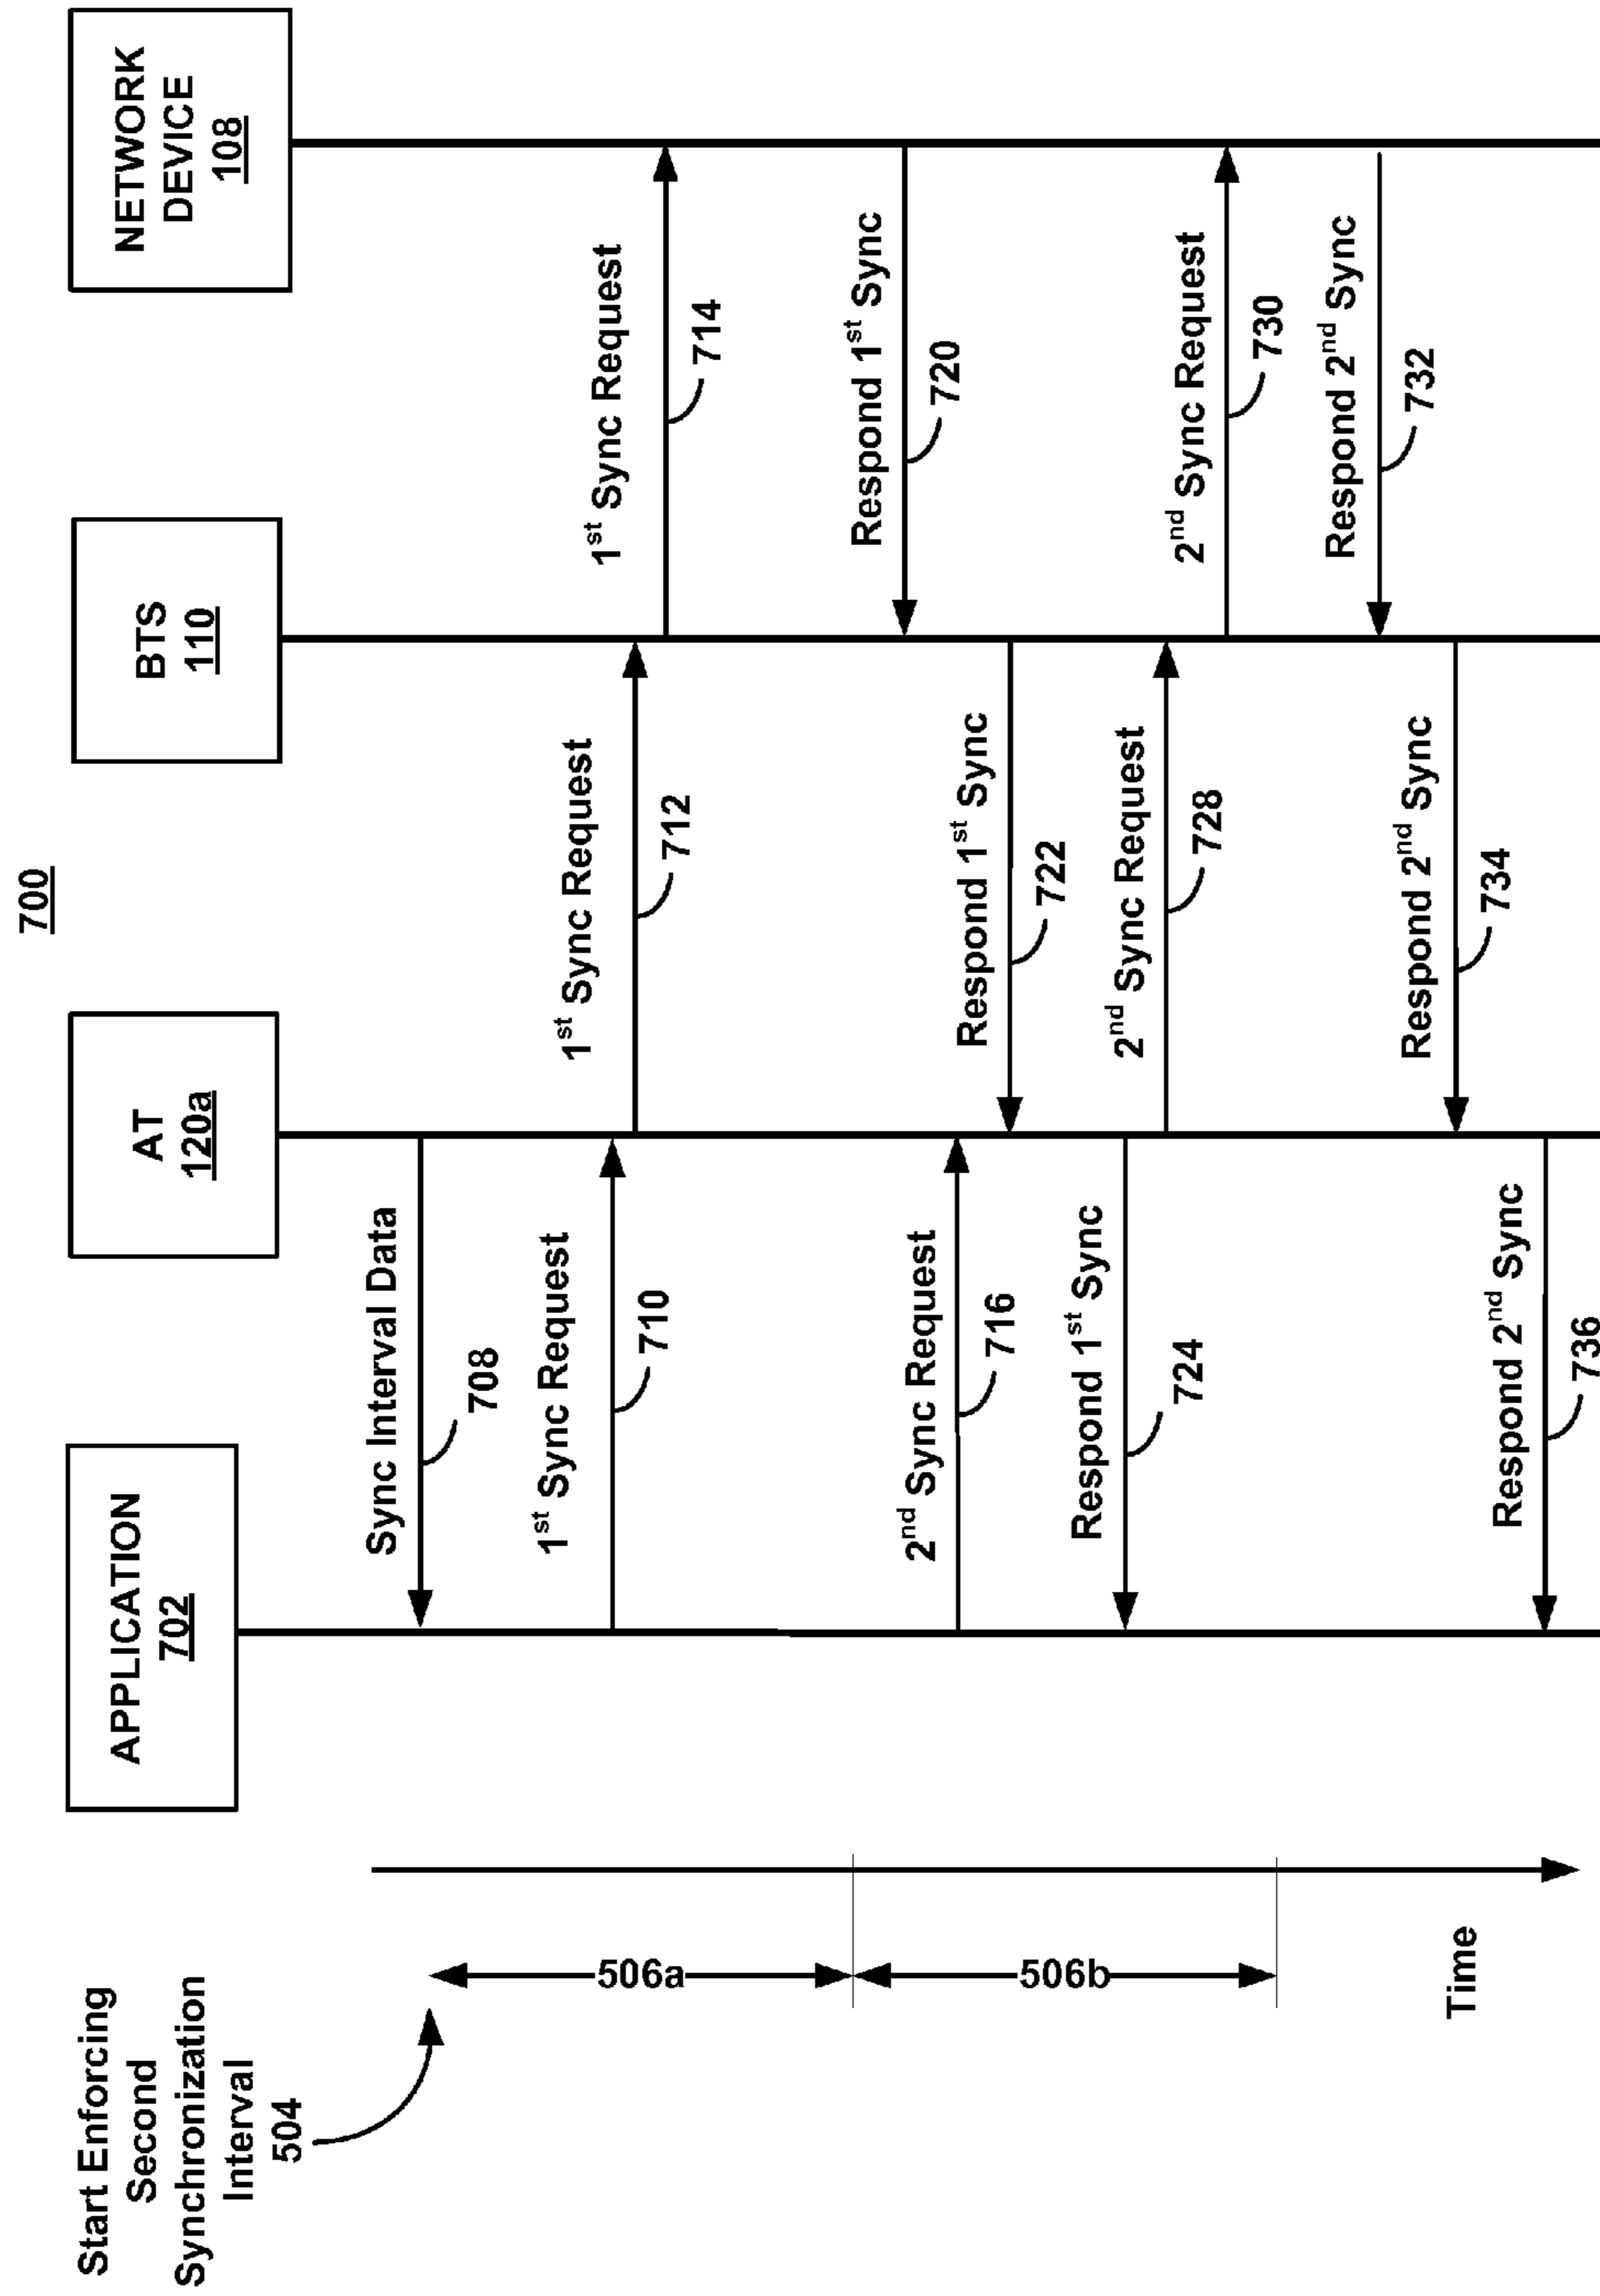 700
APPLICATION
702
AT
120a
BTS
110
NETWORK
DEVICE
108
Start Enforcing
Second
Synchronization
Interval
504
506a
506b
Time
Sync Interval Data
708
1st Sync Request
710
1st Sync Request
712
1st Sync Request
714
Respond 1st Sync
720
2nd Sync Request
716
Respond 1st Sync
722
Respond 1st Sync
724
2nd Sync Request
728
2nd Sync Request
730
Respond 2nd Sync
732
Respond 2nd Sync
734
Respond 2nd Sync
736